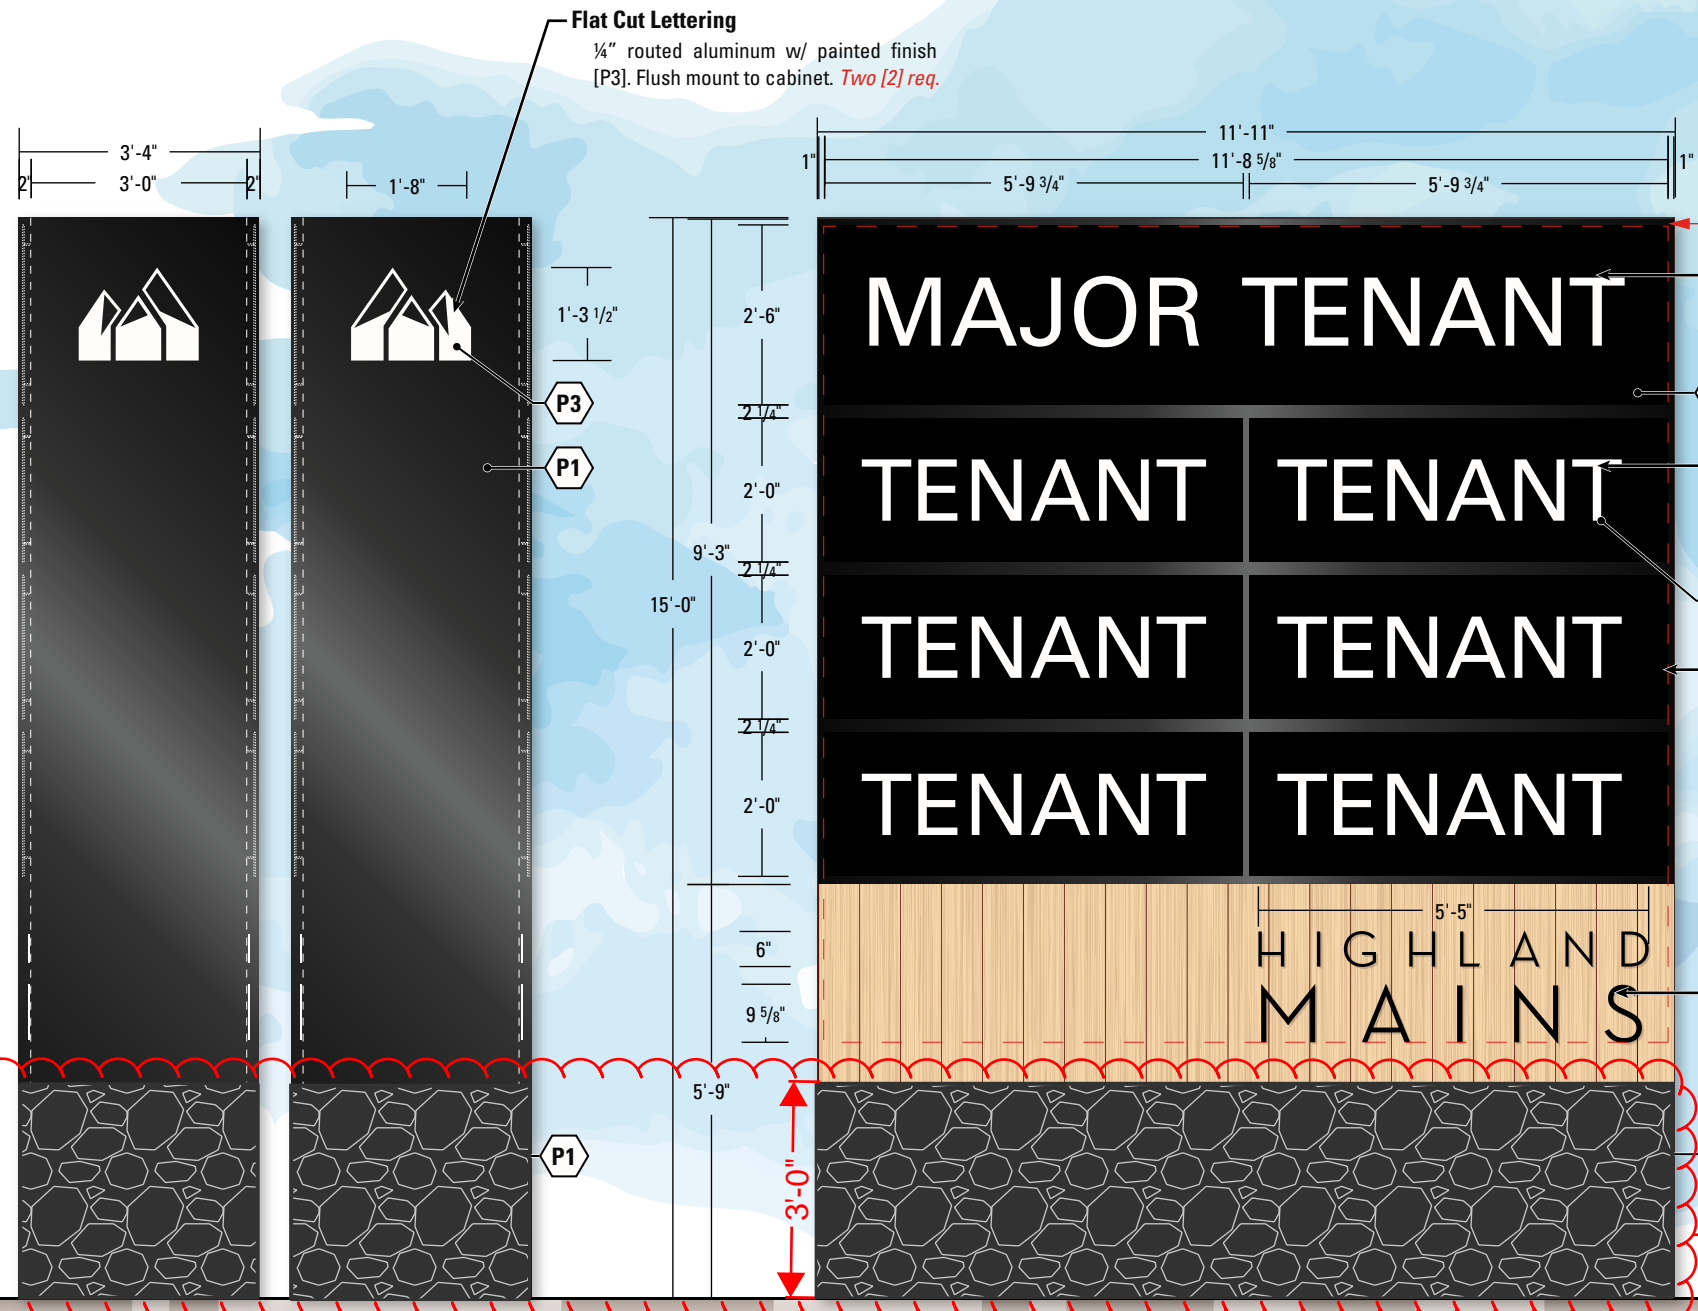 Flat Cut Lettering
¼” routed aluminum w/ painted finish
[P3]. Flush mount to cabinet. Two [2] req.
3'-4"
2"
3'-0"
2"
1'-8"
11'-11"
1"
11'-8 5/8"
1"
5'-9 3/4"
5'-9 3/4"
1'-3 1/2"
P3
P1
2'-6"
2 1/4"
2'-0"
9'-3"
2 1/4"
15'-0"
2'-0"
2 1/4"
2'-0"
6"
9 5/8"
5'-9"
3'-0"
P1
MAJOR TENANT
TENANT TENANT
TENANT TENANT
TENANT TENANT
5'-5"
HIGHLAND
MAINS